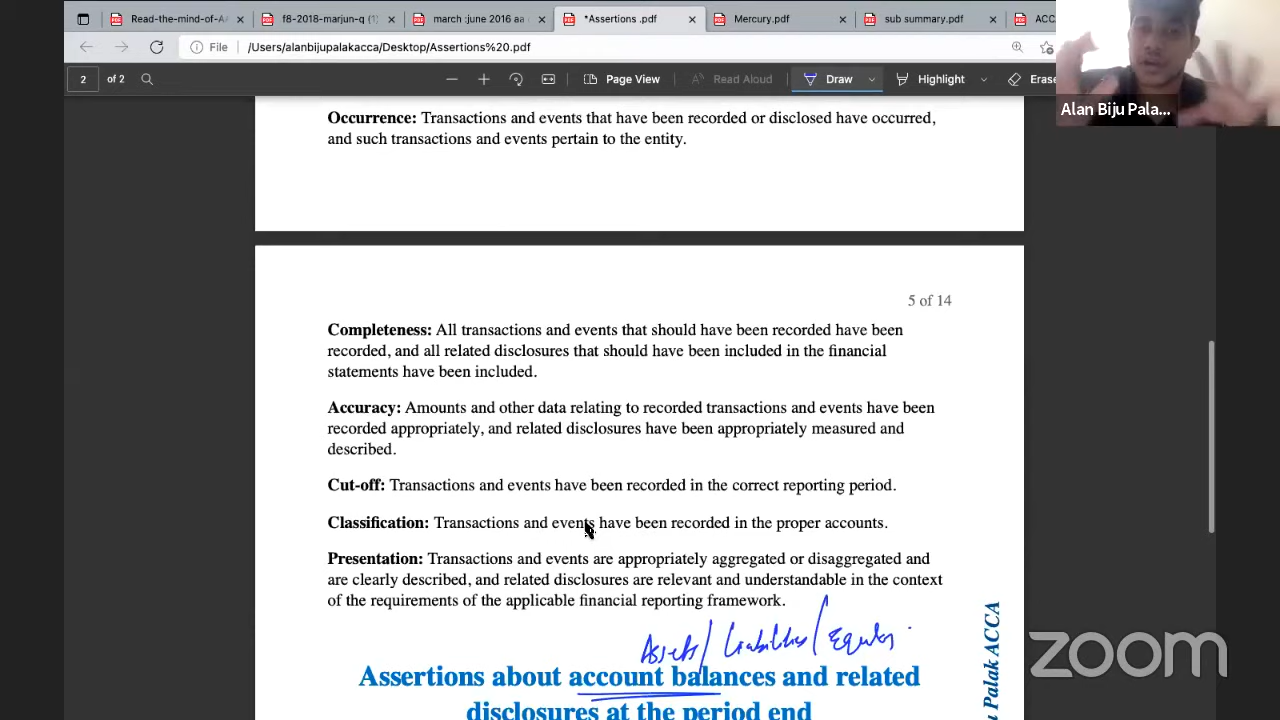 Read-the-mind-of-A
f8-2018-marjun-q (1)
march :june 2016 aa
*Assertions .pdf
Mercury.pdf
sub summary.pdf
ACC
File
/Users/alanbijupalakacca/Desktop/Assertions%20.pdf
2
of 2
Page View
Read Aloud
Draw
Highlight
Erase
Alan Biju Pala...
Occurrence: Transactions and events that have been recorded or disclosed have occurred,
and such transactions and events pertain to the entity.
5 of 14
Completeness: All transactions and events that should have been recorded have been
recorded, and all related disclosures that should have been included in the financial
statements have been included.
Accuracy: Amounts and other data relating to recorded transactions and events have been
recorded appropriately, and related disclosures have been appropriately measured and
described.
Cut-off: Transactions and events have been recorded in the correct reporting period.
Classification: Transactions and events have been recorded in the proper accounts.
Presentation: Transactions and events are appropriately aggregated or disaggregated and
are clearly described, and related disclosures are relevant and understandable in the context
of the requirements of the applicable financial reporting framework.
Assets/ Liabilities/ Equity
Assertions about account balances and related
disclosures at the period end
Palak ACCA
zoom